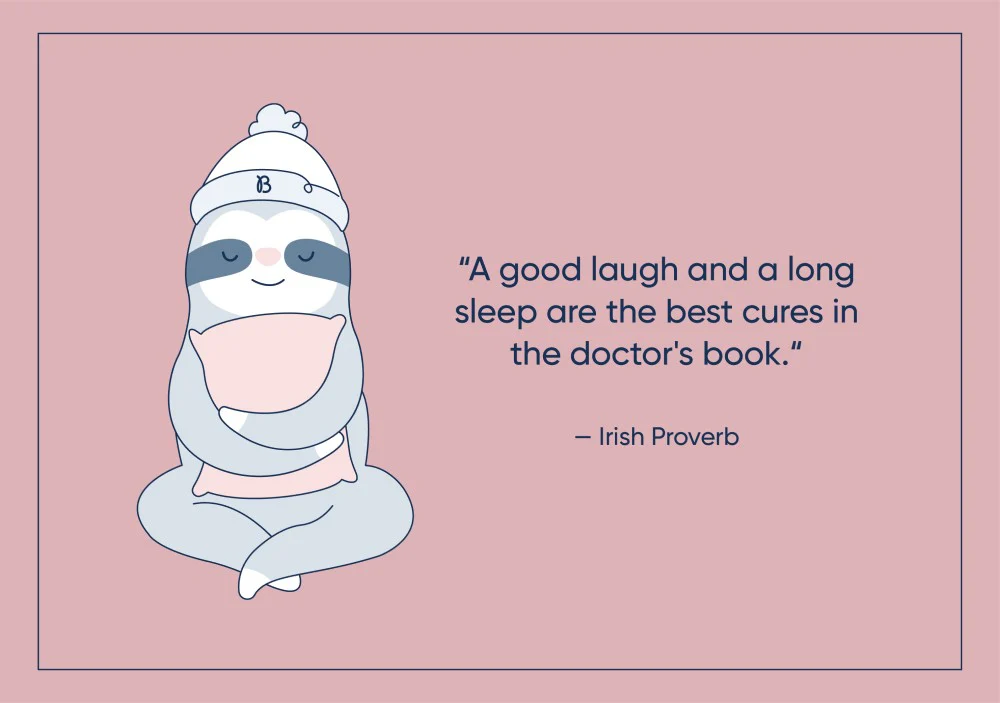 B
“A good laugh and a long
sleep are the best cures in
the doctor's book.“
— Irish Proverb